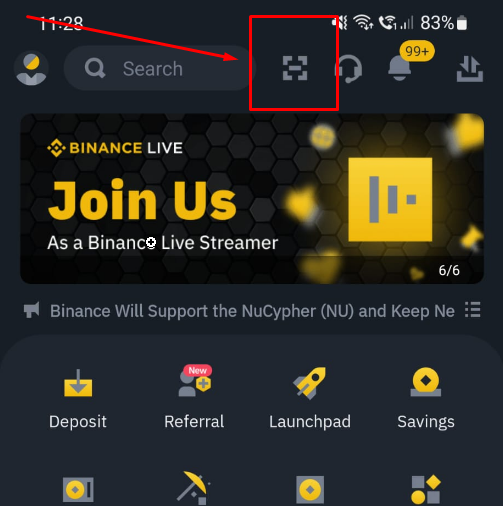 11:28
83%
Search
99+
BINANCE LIVE
Join Us
As a Binance Live Streamer
6/6
Binance Will Support the NuCypher (NU) and Keep Ne
New
Deposit
Referral
Launchpad
Savings